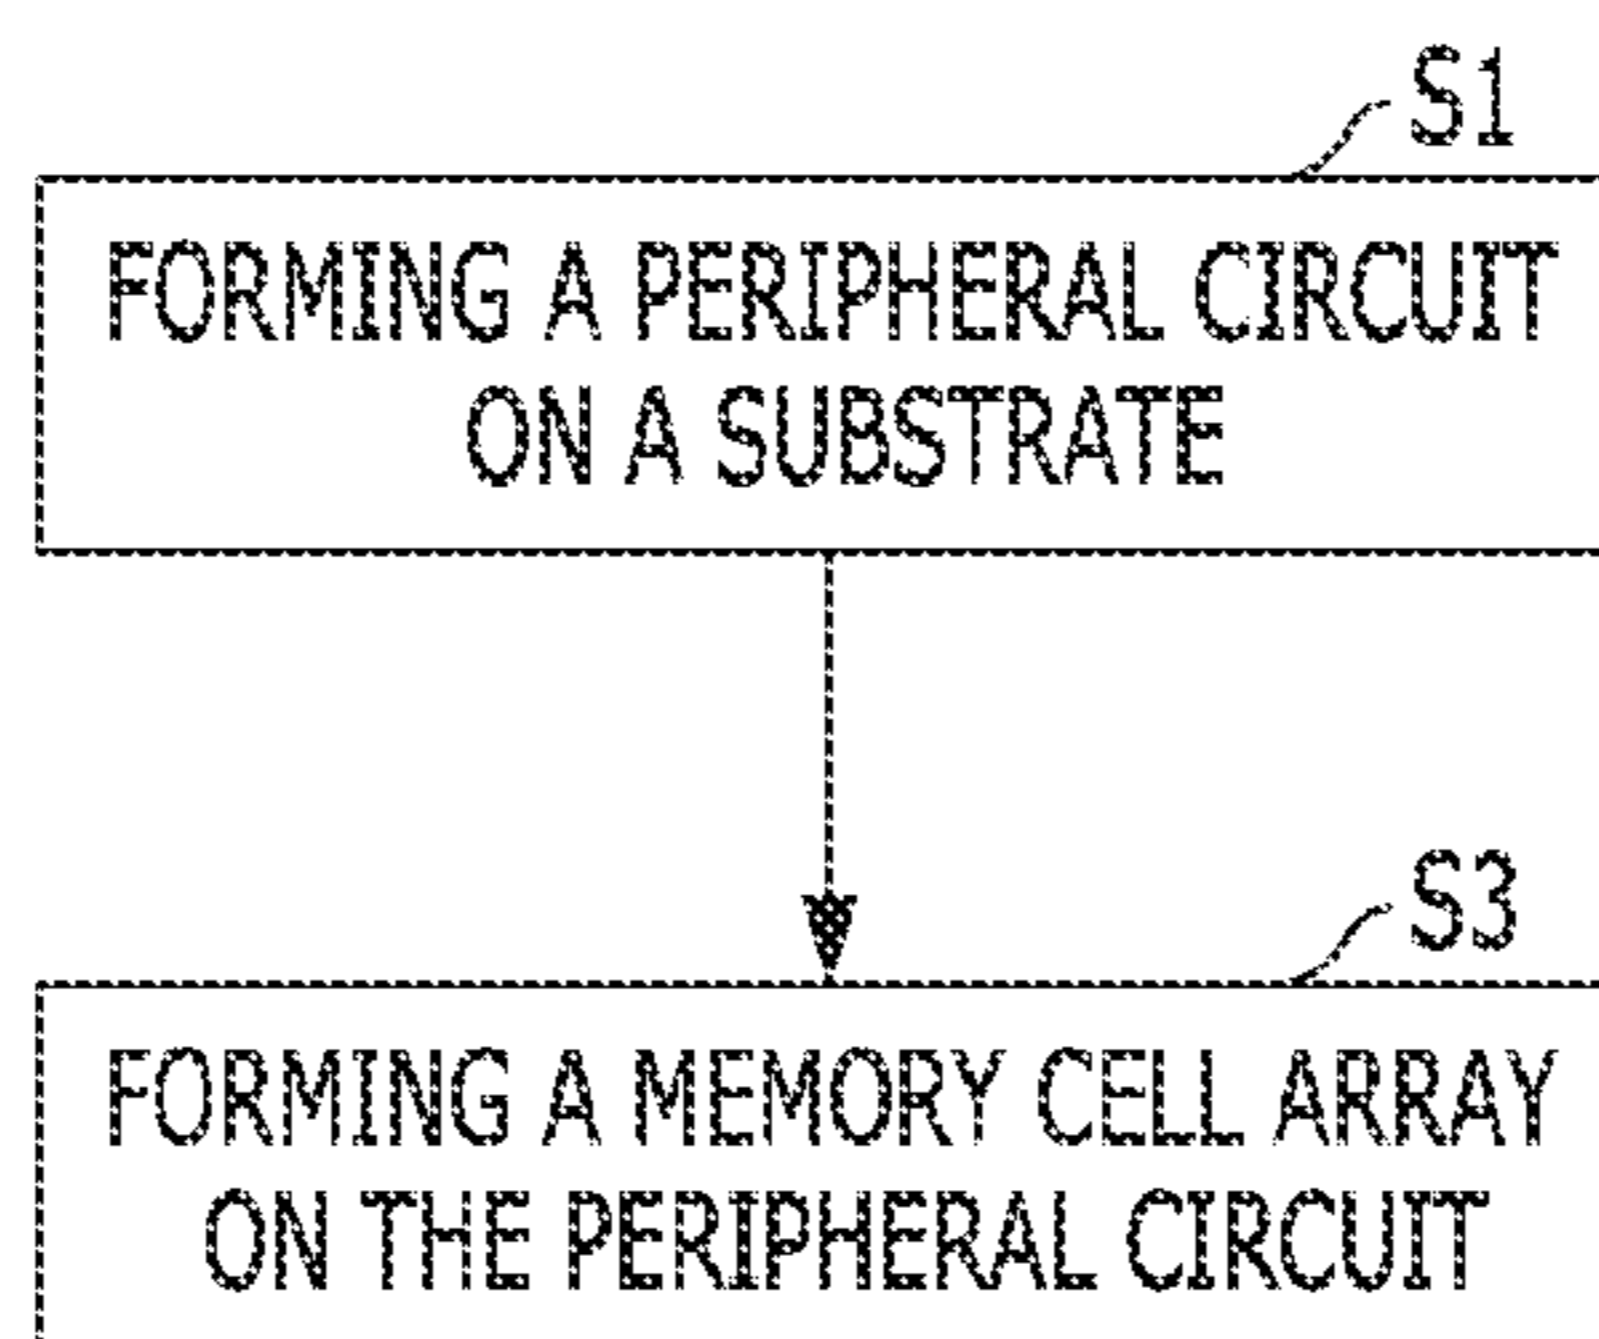 S1
FORMING A PERIPHERAL CIRCUIT
ON A SUBSTRATE
S3
FORMING A MEMORY CELL ARRAY
ON THE PERIPHERAL CIRCUIT